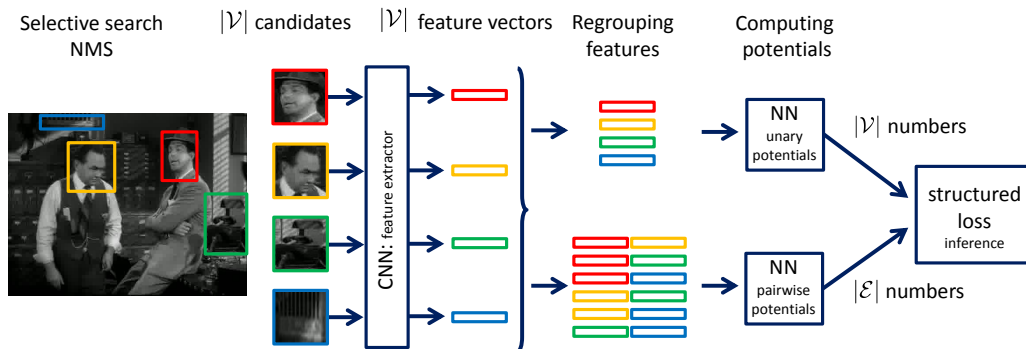 Selective search
NMS
|𝒱| candidates
|𝒱| feature vectors
Regrouping
features
Computing
potentials
CNN: feature extractor
NN
unary
potentials
|𝒱| numbers
structured
loss
inference
NN
pairwise
potentials
|ℰ| numbers